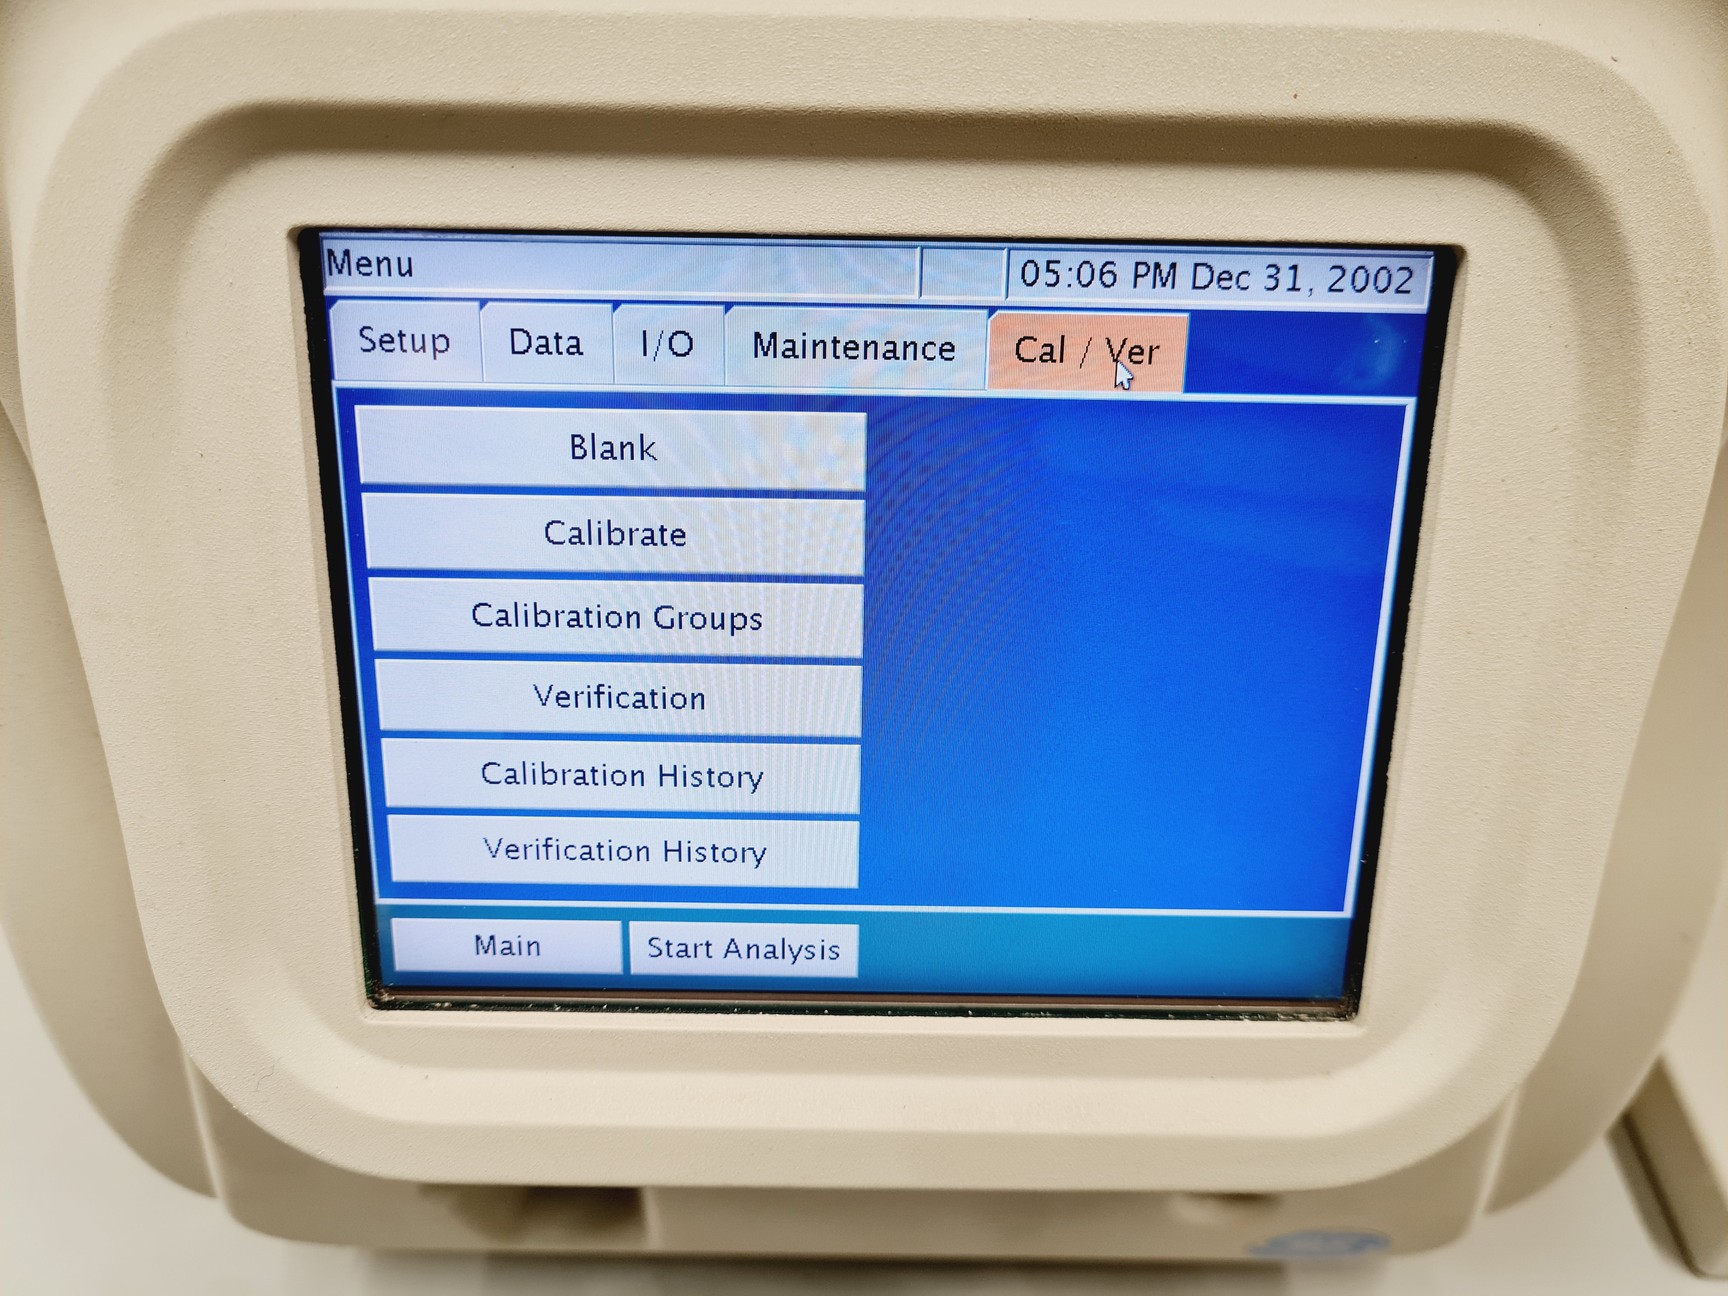 Menu
05:06 PM Dec 31, 2002
Setup Data I/O Maintenance Cal / Ver
Blank
Calibrate
Calibration Groups
Verification
Calibration History
Verification History
Main Start Analysis